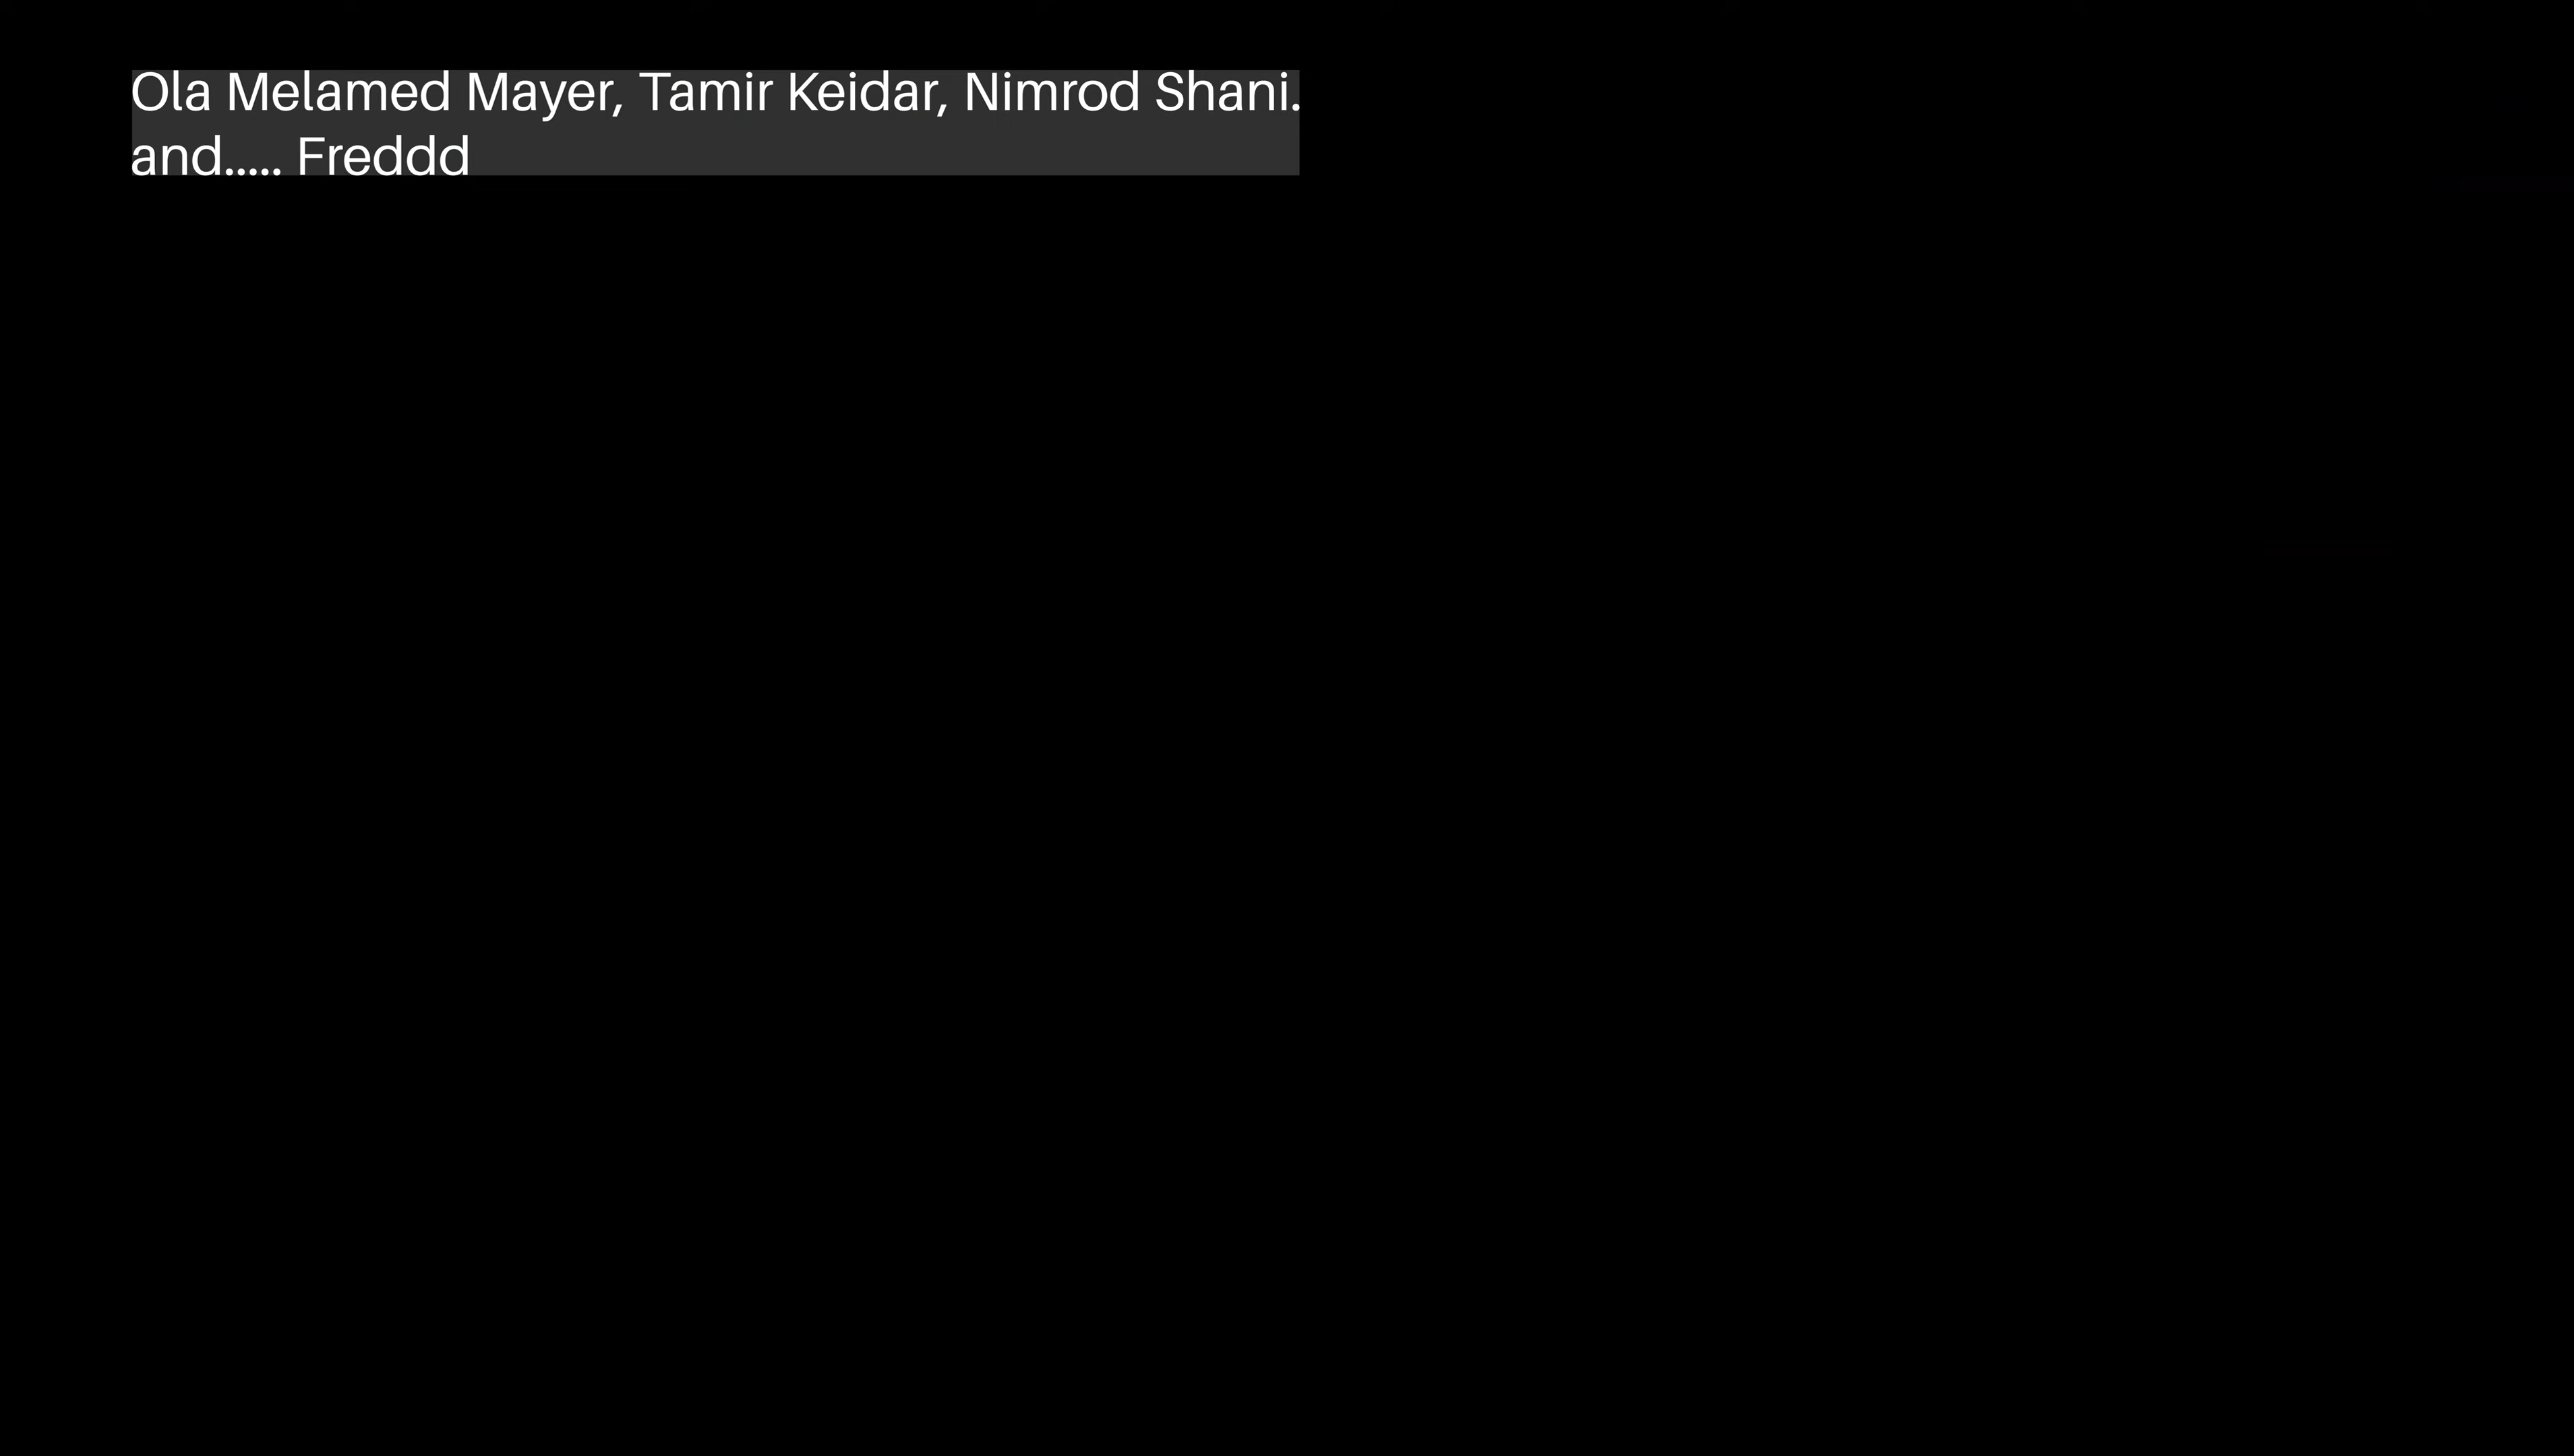 Ola Melamed Mayer, Tamir Keidar, Nimrod Shani.
and..... Freddd